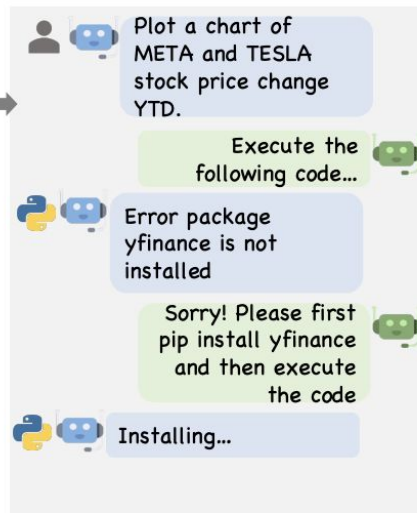 Plot a chart of
META and TESLA
stock price change
YTD.
Execute the
following code...
Error package
yfinance is not
installed
Sorry! Please first
pip install yfinance
and then execute
the code
Installing...